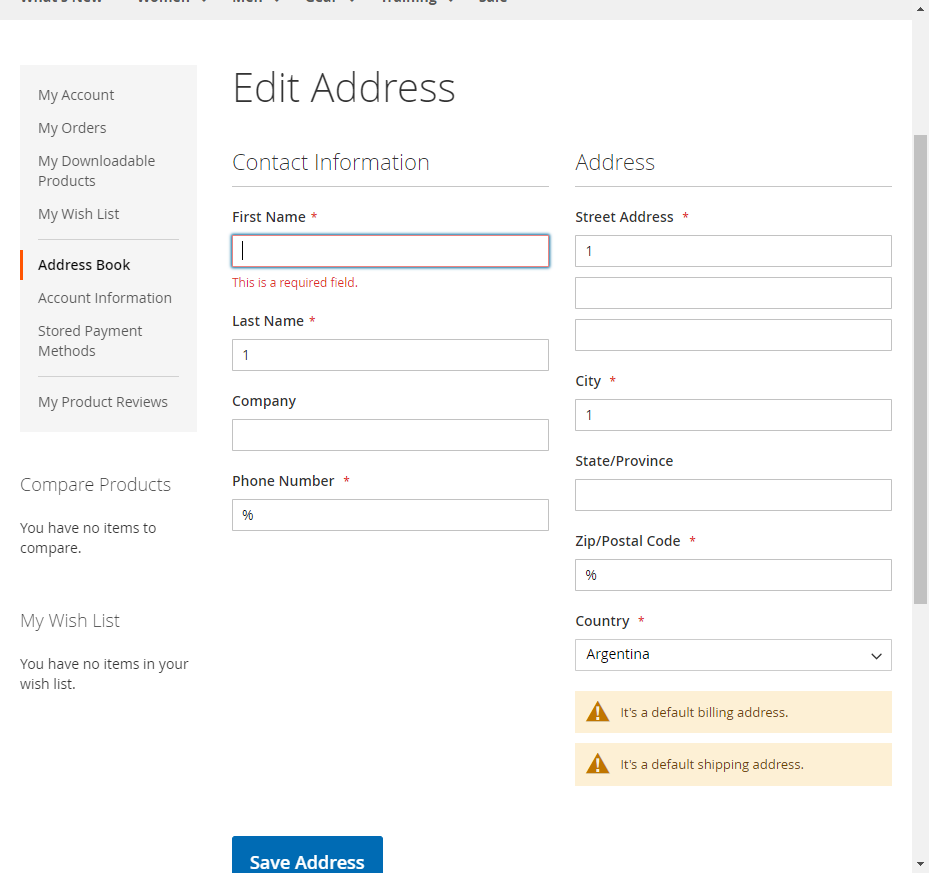 What's New Women Men Gear Training Sale
My Account
My Orders
My Downloadable
Products
My Wish List
Address Book
Account Information
Stored Payment
Methods
My Product Reviews
Compare Products
You have no items to
compare.
My Wish List
You have no items in your
wish list.
Edit Address
Contact Information
First Name *
This is a required field.
Last Name *
1
Company
Phone Number *
%
Address
Street Address *
1
City *
1
State/Province
Zip/Postal Code *
%
Country *
Argentina
It's a default billing address.
It's a default shipping address.
Save Address